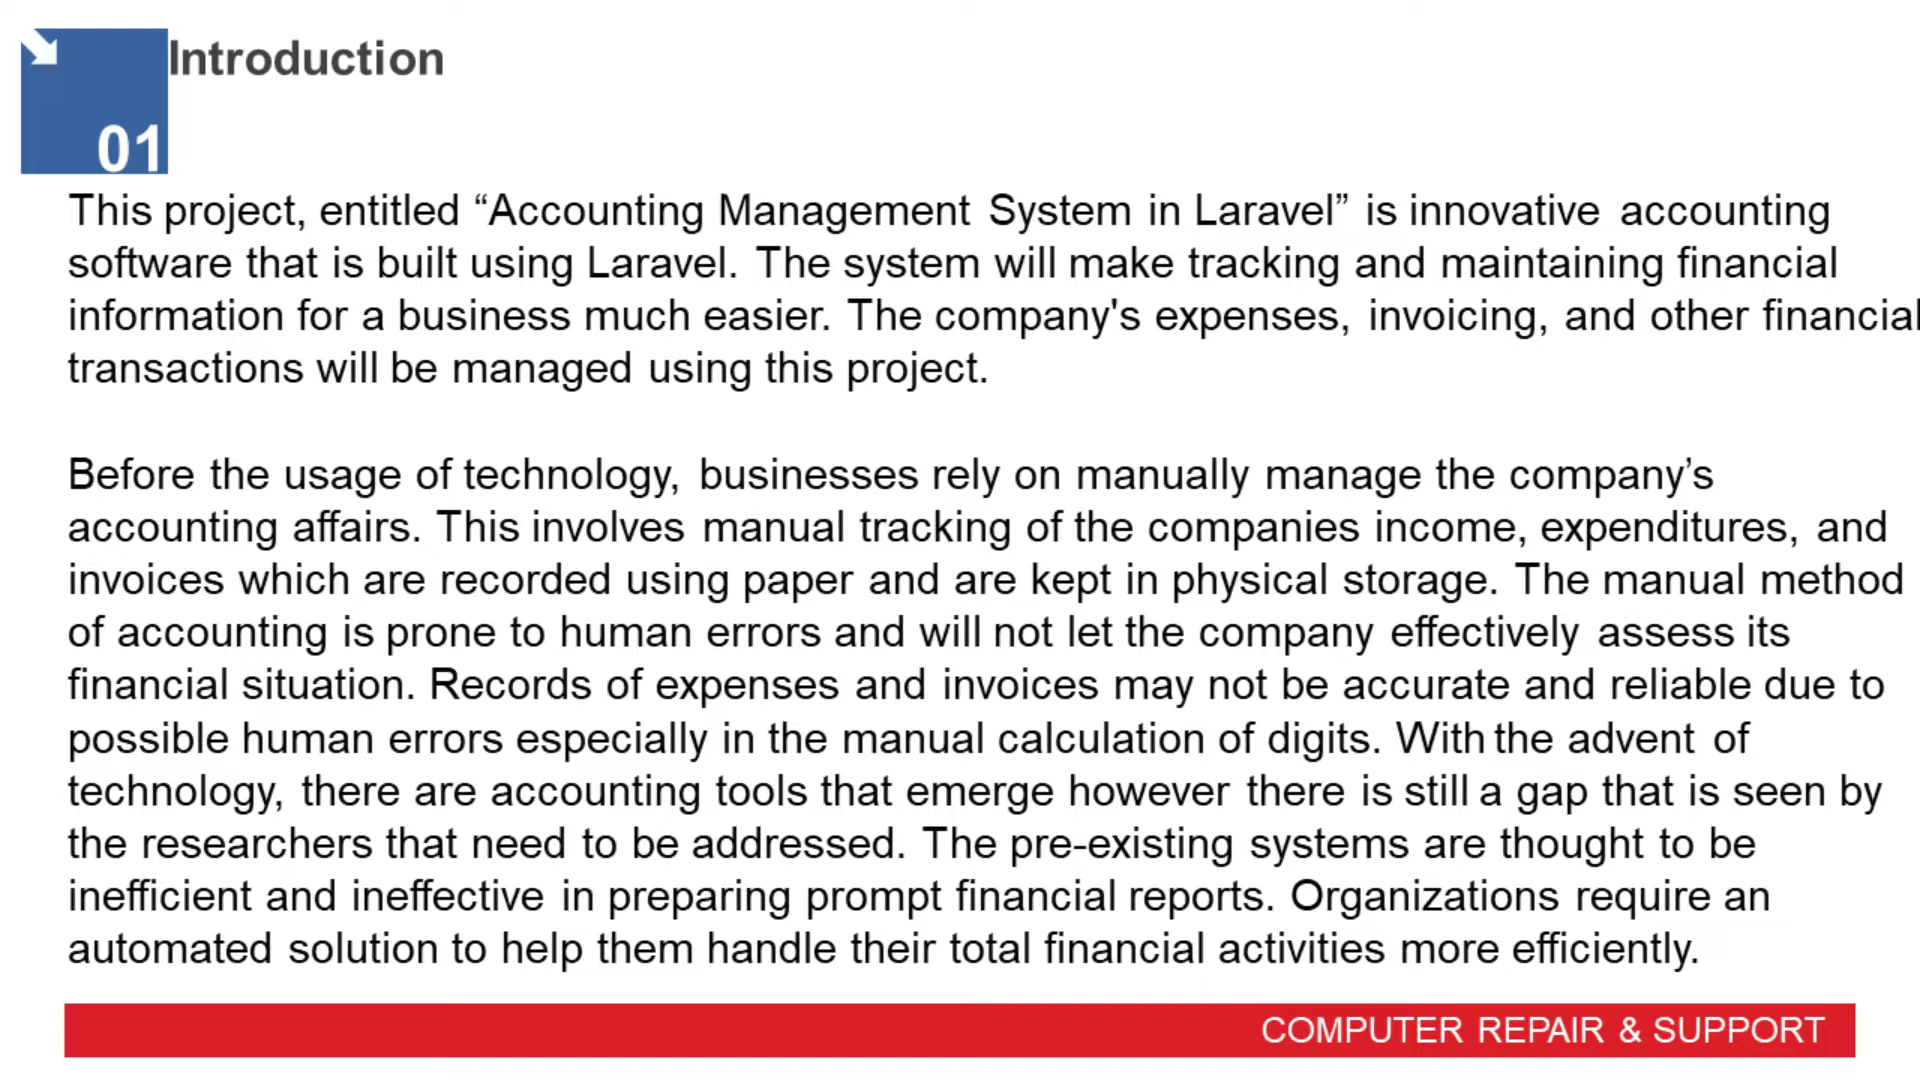 Introduction
01
This project, entitled “Accounting Management System in Laravel” is innovative accounting
software that is built using Laravel. The system will make tracking and maintaining financial
information for a business much easier. The company's expenses, invoicing, and other financial
transactions will be managed using this project.
Before the usage of technology, businesses rely on manually manage the company’s
accounting affairs. This involves manual tracking of the companies income, expenditures, and
invoices which are recorded using paper and are kept in physical storage. The manual method
of accounting is prone to human errors and will not let the company effectively assess its
financial situation. Records of expenses and invoices may not be accurate and reliable due to
possible human errors especially in the manual calculation of digits. With the advent of
technology, there are accounting tools that emerge however there is still a gap that is seen by
the researchers that need to be addressed. The pre-existing systems are thought to be
inefficient and ineffective in preparing prompt financial reports. Organizations require an
automated solution to help them handle their total financial activities more efficiently.
COMPUTER REPAIR & SUPPORT